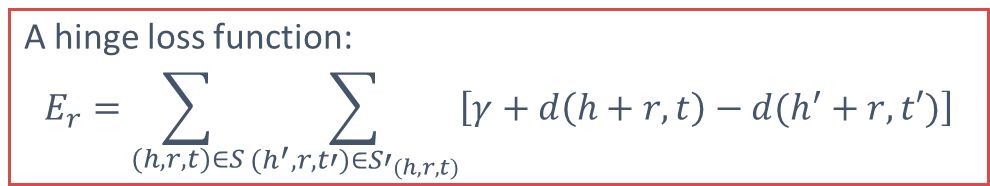 A hinge loss function:
E_r = ∑_{(h,r,t)∈S} ∑_{(h′,r,t′)∈S′_{(h,r,t)}} [γ + d(h + r, t) − d(h′ + r, t′)]